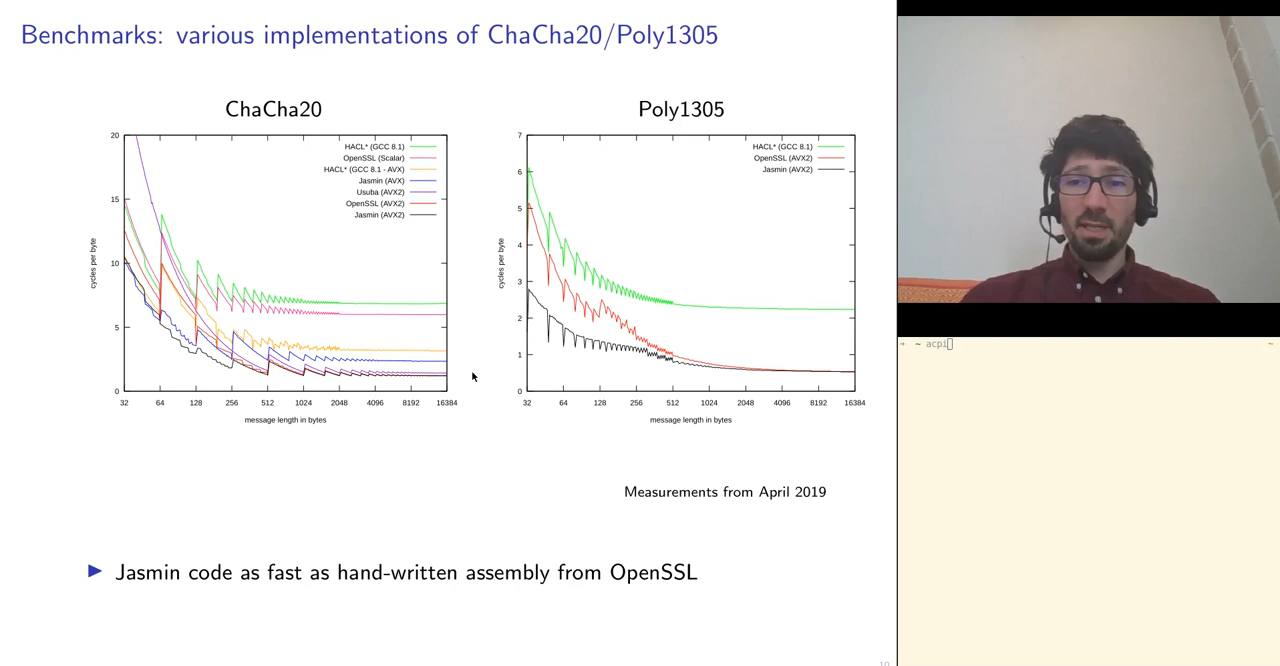 Benchmarks: various implementations of ChaCha20/Poly1305
ChaCha20
20
15
10
5
0
cycles per byte
HACL* (GCC 8.1)
OpenSSL (Scalar)
HACL* (GCC 8.1 - AVX)
Jasmin (AVX)
Usuba (AVX2)
OpenSSL (AVX2)
Jasmin (AVX2)
32 64 128 256 512 1024 2048 4096 8192 16384
message length in bytes
Poly1305
7
6
5
4
3
2
1
0
cycles per byte
HACL* (GCC 8.1)
OpenSSL (AVX2)
Jasmin (AVX2)
32 64 128 256 512 1024 2048 4096 8192 16384
message length in bytes
Measurements from April 2019
▶ Jasmin code as fast as hand-written assembly from OpenSSL
→ ~ acpi ~